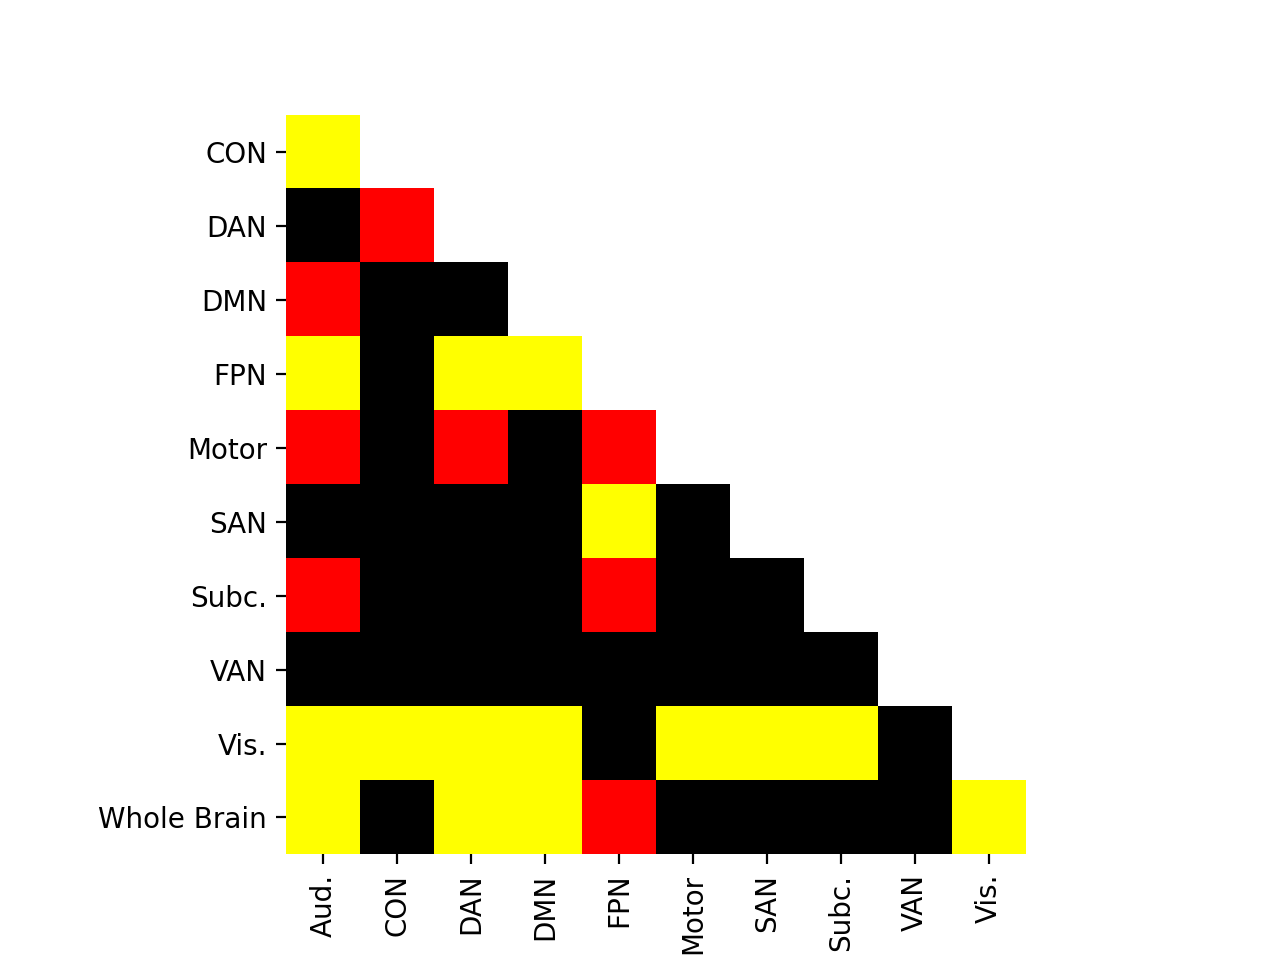 CON
DAN
DMN
FPN
Motor
SAN
Subc.
VAN
Vis.
Whole Brain
Aud.
CON
DAN
DMN
FPN
Motor
SAN
Subc.
VAN
Vis.